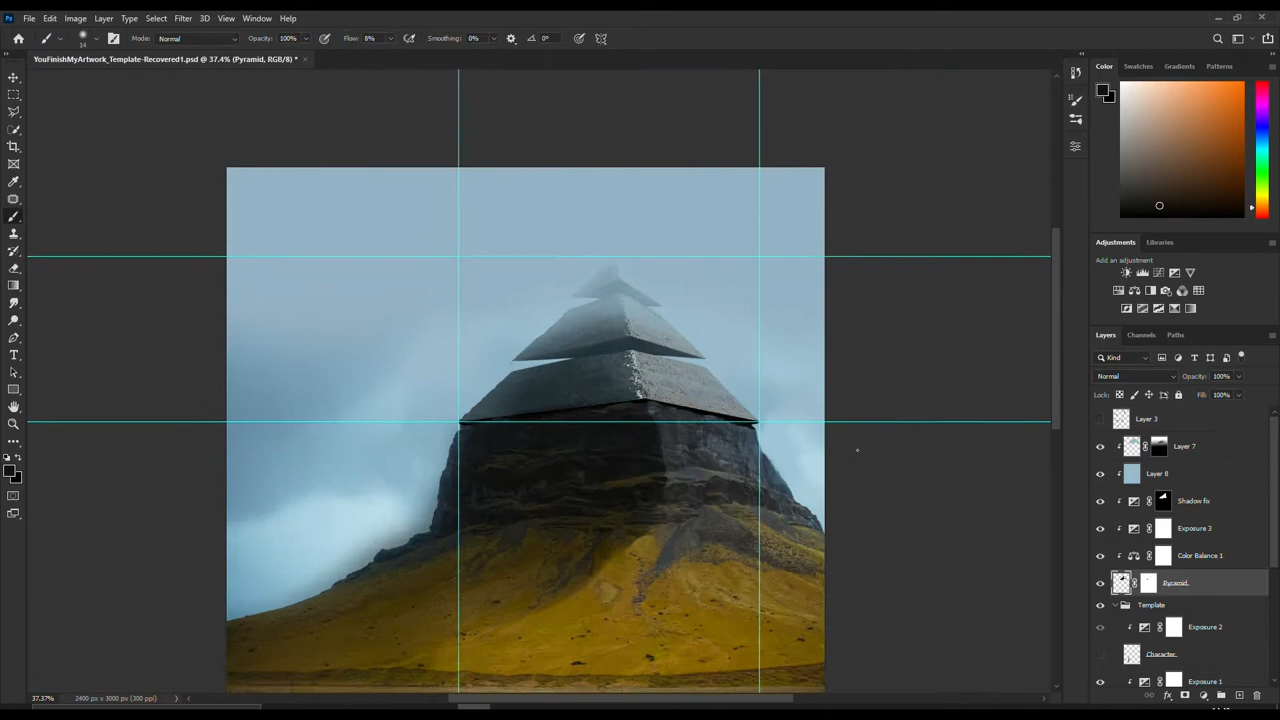 Ps File Edit Image Layer Type Select Filter 3D View Window Help
14 Mode: Normal Opacity: 100% Flow: 8% Smoothing: 0% 0°
YouFinishMyArtwork_Template-Recovered1.psd @ 37.4% (Pyramid, RGB/8) *
Color Swatches Gradients Patterns
Adjustments Libraries
Add an adjustment
Layers Channels Paths
Kind
Normal Opacity: 100%
Lock: Fill: 100%
Layer 3
Layer 7
Layer 8
Shadow fix
Exposure 3
Color Balance 1
Pyramid
Template
Exposure 2
Character
Exposure 1
37.37% 2400 px x 3000 px (300 ppi)